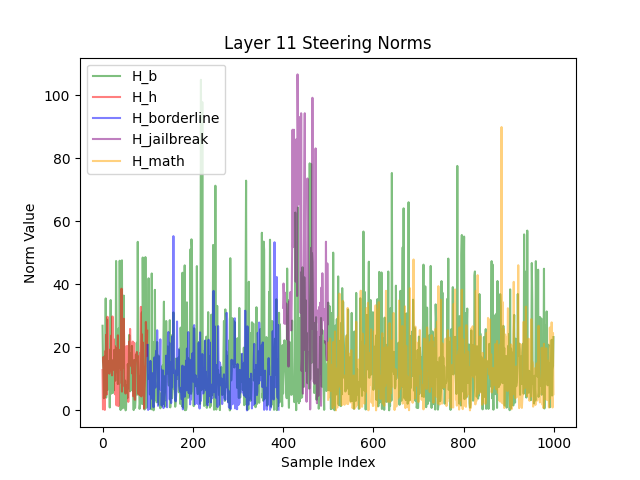 Layer 11 Steering Norms
H_b
H_h
H_borderline
H_jailbreak
H_math
Norm Value
100
80
60
40
20
0
0
200
400
600
800
1000
Sample Index